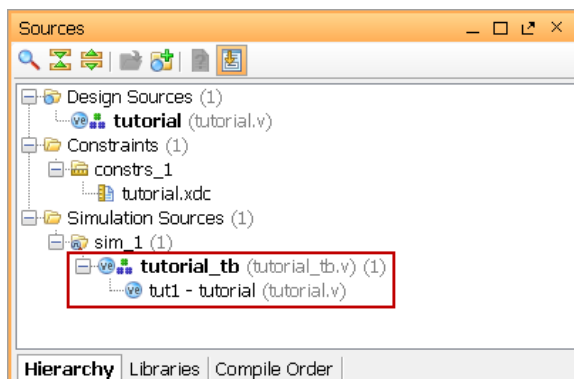 Sources
Design Sources (1)
tutorial (tutorial.v)
Constraints (1)
constrs_1
tutorial.xdc
Simulation Sources (1)
sim_1 (1)
tutorial_tb (tutorial_tb.v) (1)
tut1 - tutorial (tutorial.v)
Hierarchy Libraries Compile Order